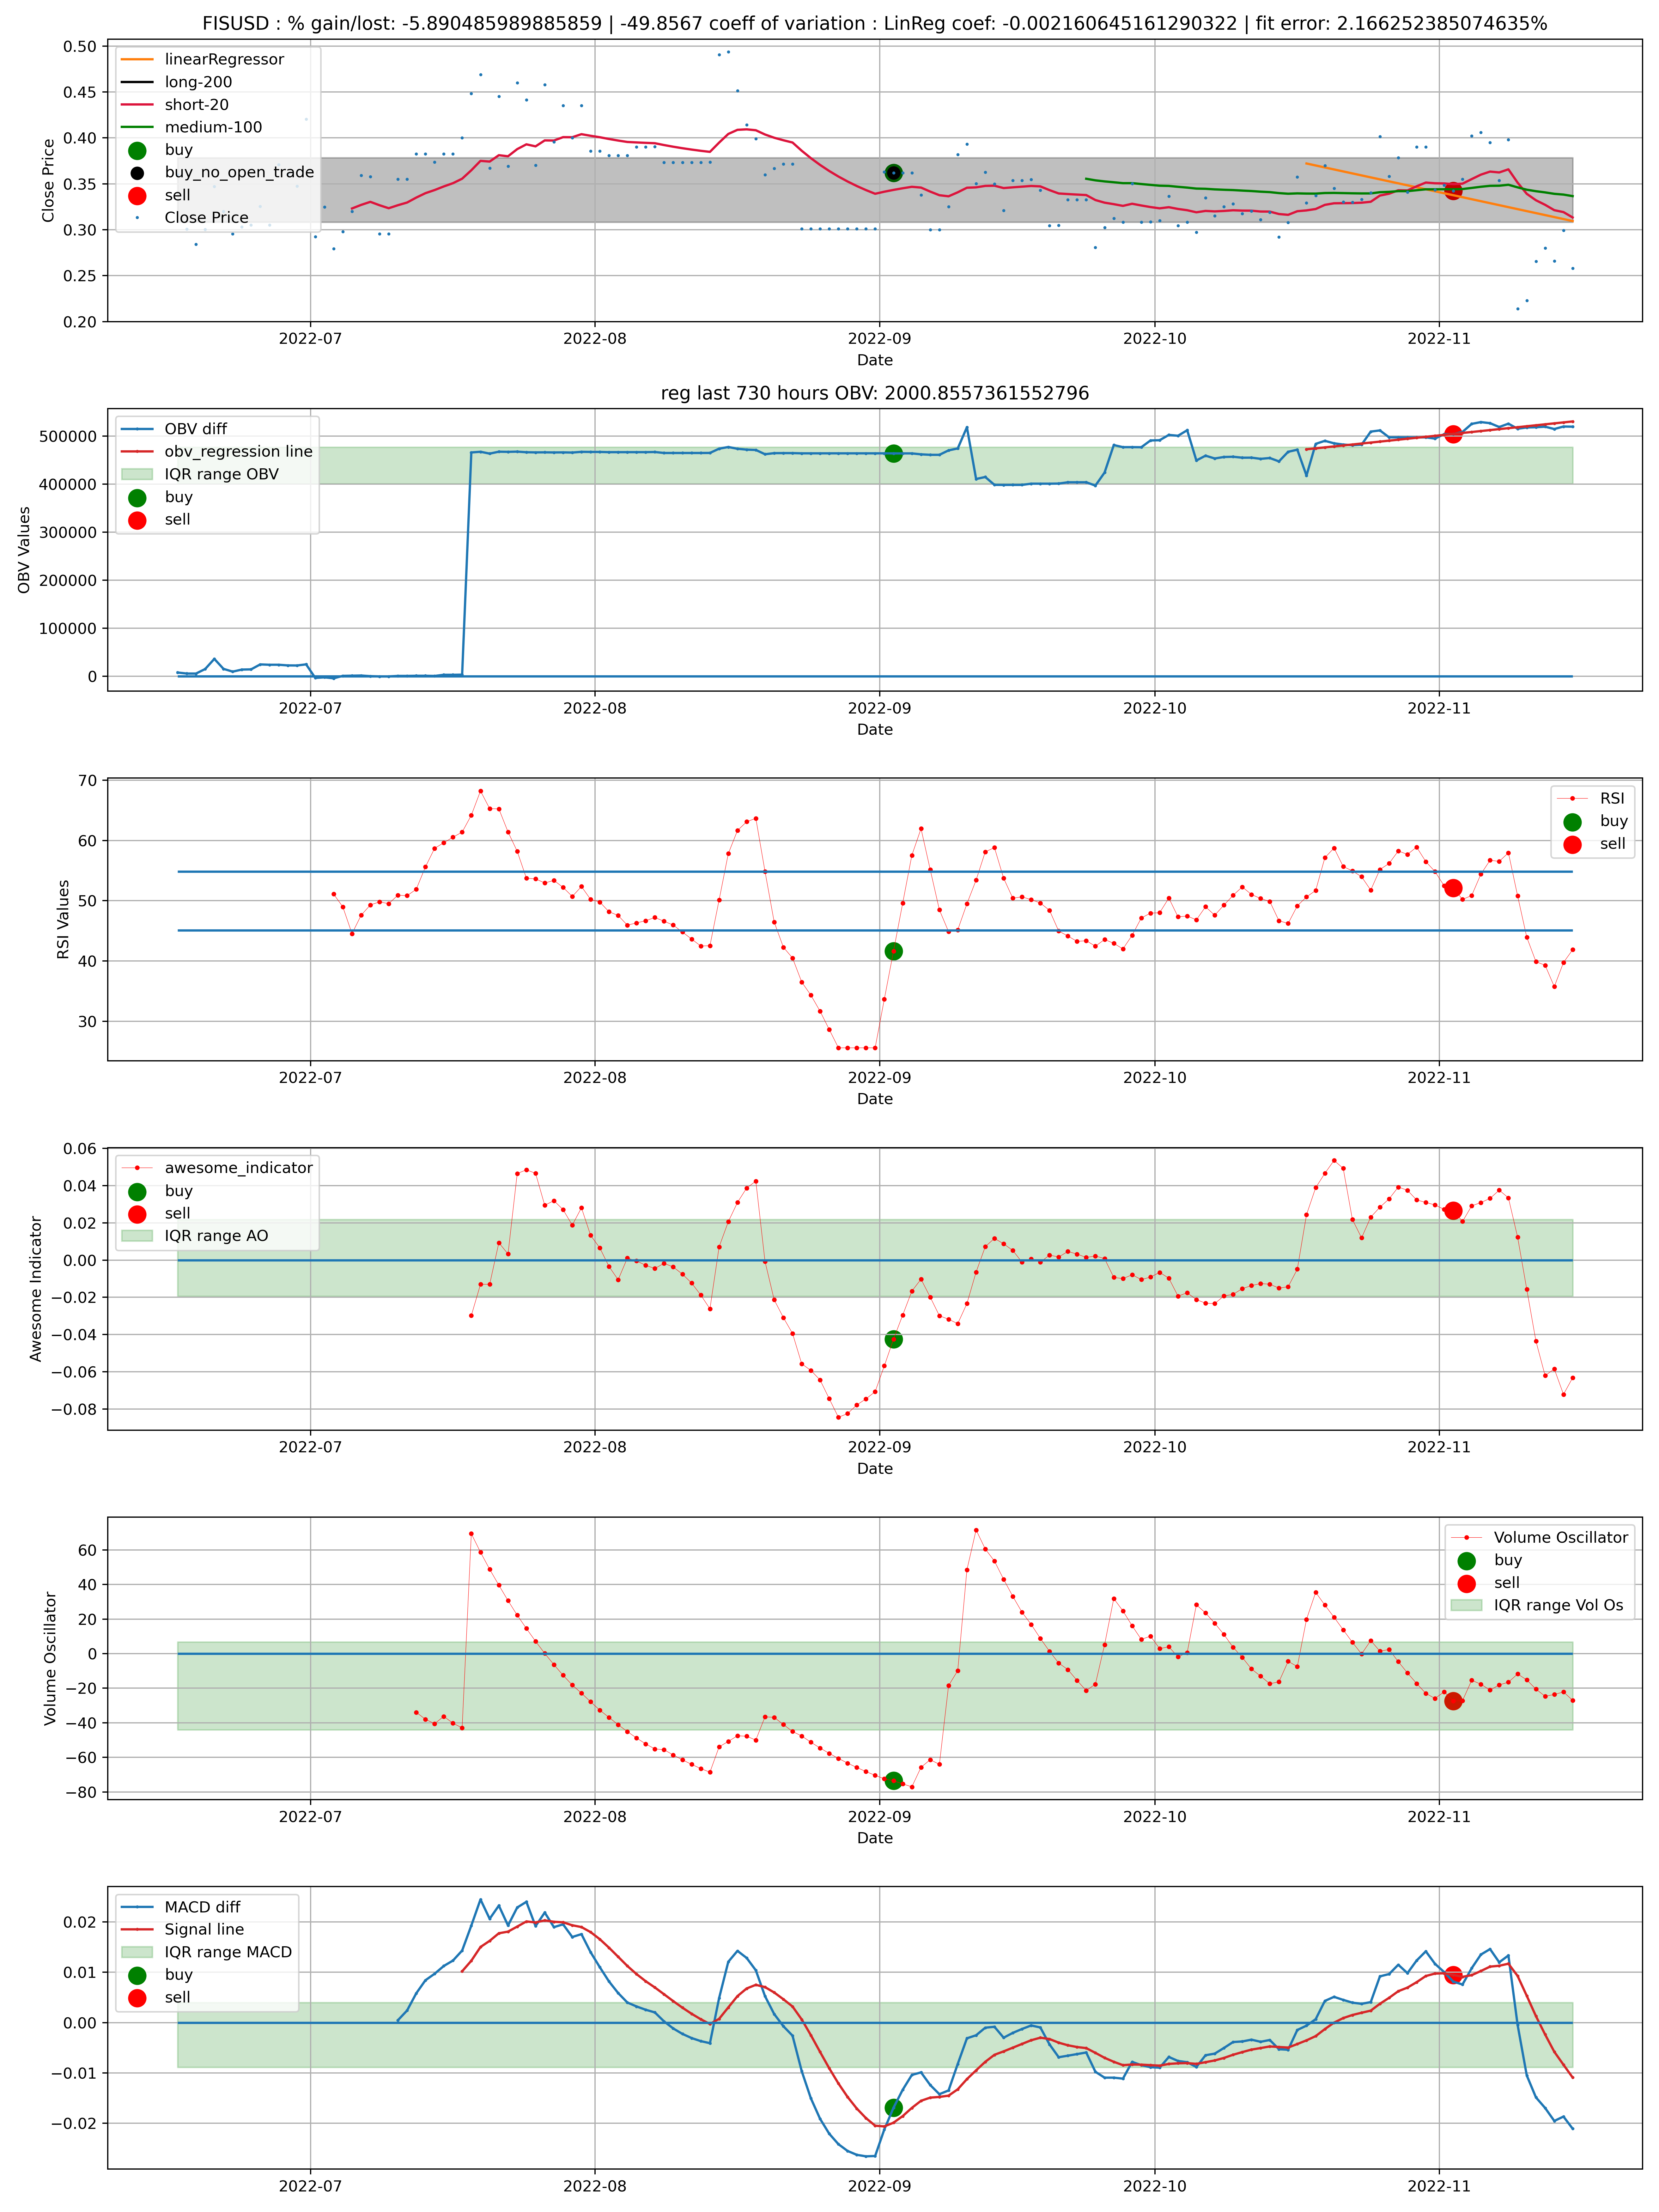 FISUSD : % gain/lost: -5.890485989885859 | -49.8567 coeff of variation : LinReg coef: -0.002160645161290322 | fit error: 2.166252385074635%
0.50
0.45
0.40
0.35
0.30
0.25
0.20
Close Price
linearRegressor
long-200
short-20
medium-100
buy
buy_no_open_trade
sell
Close Price
2022-07
2022-08
2022-09
2022-10
2022-11
Date
reg last 730 hours OBV: 2000.8557361552796
500000
400000
300000
200000
100000
0
OBV Values
OBV diff
obv_regression line
IQR range OBV
buy
sell
2022-07
2022-08
2022-09
2022-10
2022-11
Date
70
60
50
40
30
RSI Values
RSI
buy
sell
2022-07
2022-08
2022-09
2022-10
2022-11
Date
0.06
0.04
0.02
0.00
−0.02
−0.04
−0.06
−0.08
Awesome Indicator
awesome_indicator
buy
sell
IQR range AO
2022-07
2022-08
2022-09
2022-10
2022-11
Date
60
40
20
0
−20
−40
−60
−80
Volume Oscillator
Volume Oscillator
buy
sell
IQR range Vol Os
2022-07
2022-08
2022-09
2022-10
2022-11
Date
0.02
0.01
0.00
−0.01
−0.02
MACD diff
Signal line
IQR range MACD
buy
sell
2022-07
2022-08
2022-09
2022-10
2022-11